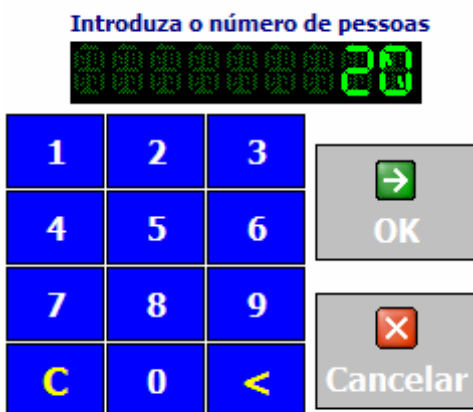 Introduza o número de pessoas
20
1 2 3
4 5 6
OK
7 8 9
C 0 <
Cancelar